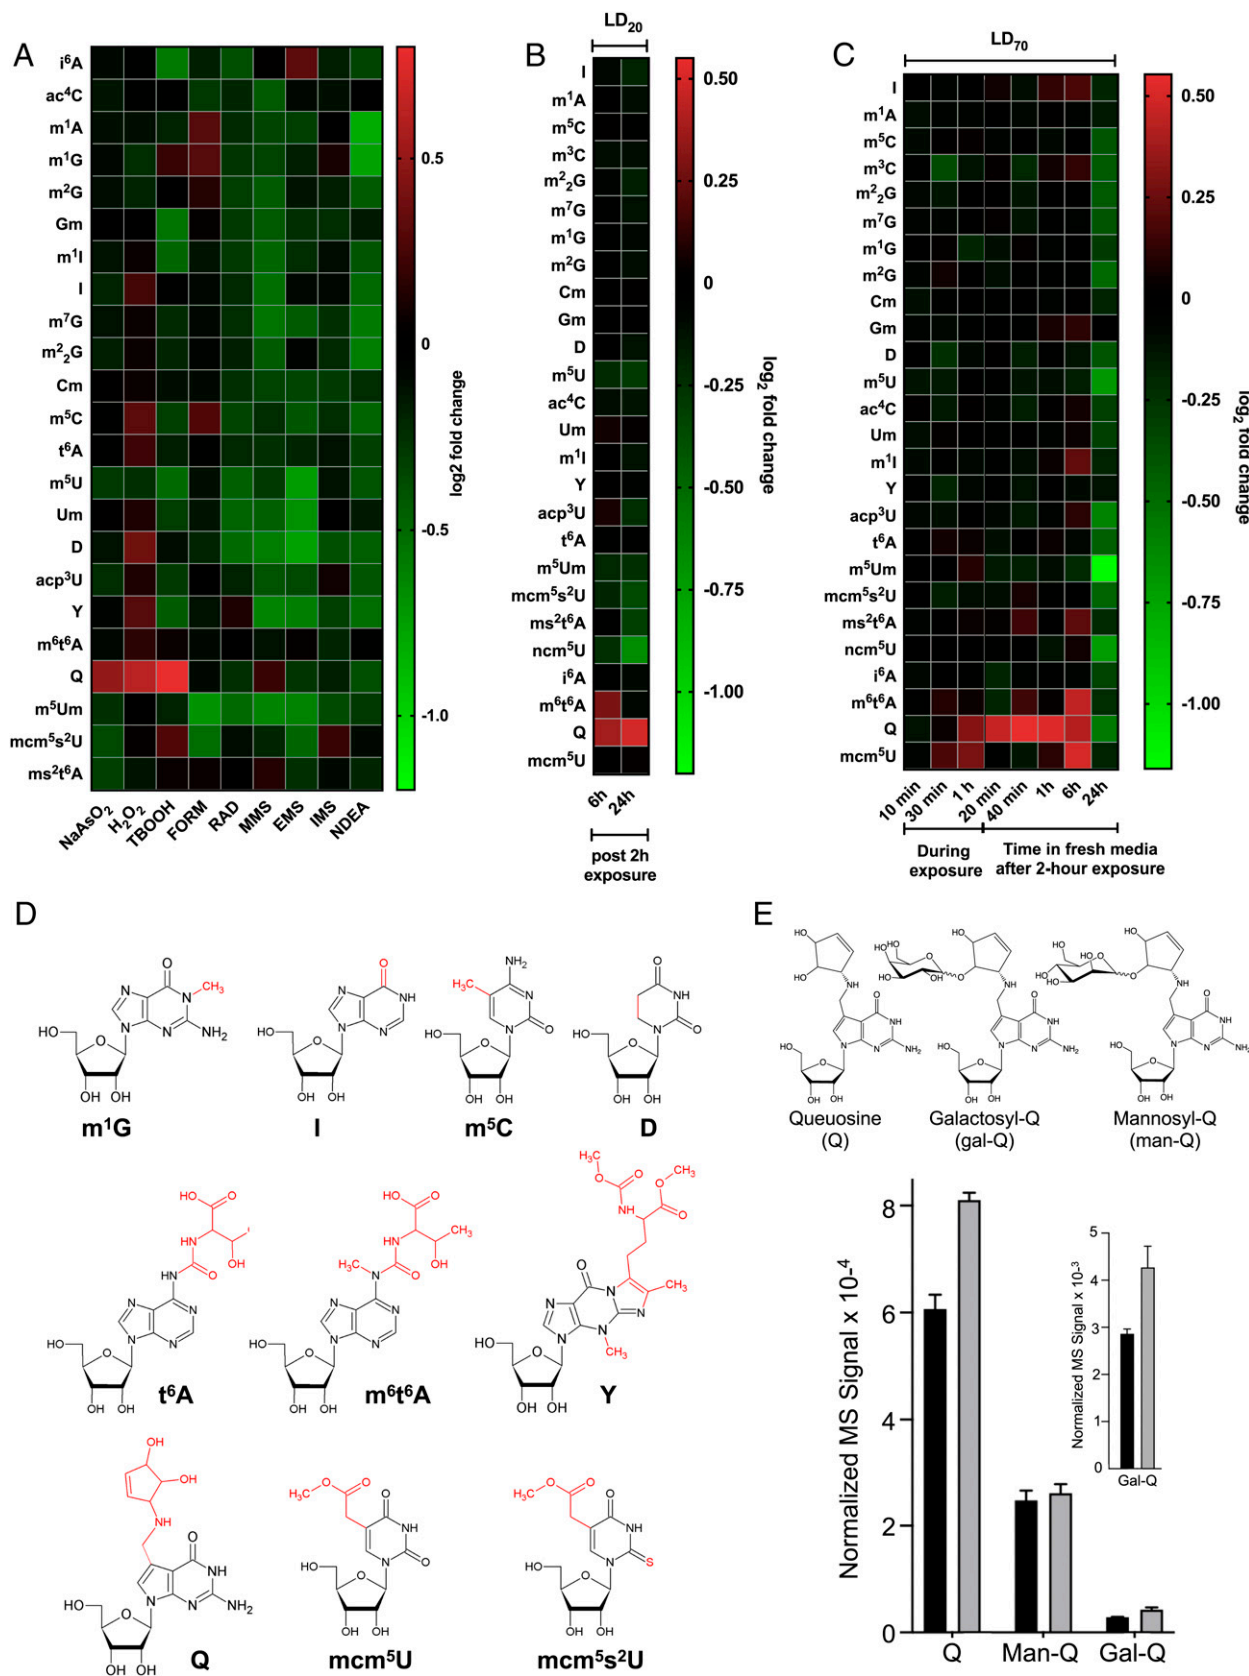 A
i⁶A
ac⁴C
m¹A
m¹G
m²G
Gm
m¹I
I
m⁷G
m²₂G
Cm
m⁵C
t⁶A
m⁵U
Um
D
acp³U
Y
m⁶t⁶A
Q
m⁵Um
mcm⁵s²U
ms²t⁶A
NaAsO₂
H₂O₂
TBOOH
FORM
RAD
MMS
EMS
IMS
NDEA
0.5
0
-0.5
-1.0
log2 fold change
B
LD₂₀
I
m¹A
m⁵C
m³C
m²₂G
m⁷G
m¹G
m²G
Cm
Gm
D
m⁵U
ac⁴C
Um
m¹I
Y
acp³U
t⁶A
m⁵Um
mcm⁵s²U
ms²t⁶A
ncm⁵U
i⁶A
m⁶t⁶A
Q
mcm⁵U
6h
24h
post 2h
exposure
0.50
0.25
0
-0.25
-0.50
-0.75
-1.00
log₂ fold change
C
LD₇₀
I
m¹A
m⁵C
m³C
m²₂G
m⁷G
m¹G
m²G
Cm
Gm
D
m⁵U
ac⁴C
Um
m¹I
Y
acp³U
t⁶A
m⁵Um
mcm⁵s²U
ms²t⁶A
ncm⁵U
i⁶A
m⁶t⁶A
Q
mcm⁵U
10 min
30 min
1 h
20 min
40 min
1h
6h
24h
During
exposure
Time in fresh media
after 2-hour exposure
0.50
0.25
0
-0.25
-0.50
-0.75
-1.00
log₂ fold change
D
m¹G
I
m⁵C
D
t⁶A
m⁶t⁶A
Y
Q
mcm⁵U
mcm⁵s²U
E
Queuosine
(Q)
Galactosyl-Q
(gal-Q)
Mannosyl-Q
(man-Q)
Normalized MS Signal x 10⁻⁴
8
6
4
2
0
Q
Man-Q
Gal-Q
Normalized MS Signal x 10⁻³
5
4
3
2
1
0
Gal-Q